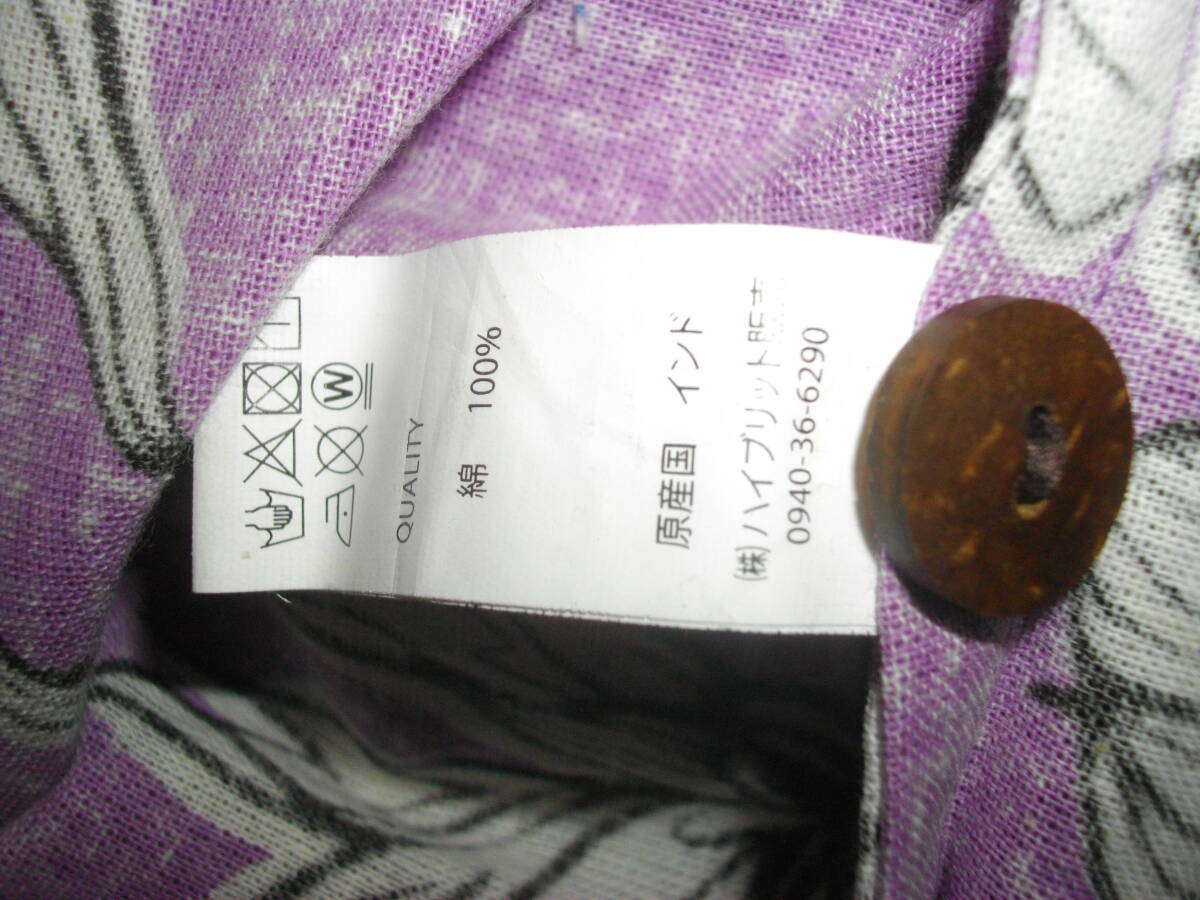 W
QUALITY
綿 100%
原産国 インド
(株)ハイブリット
0940-36-6290